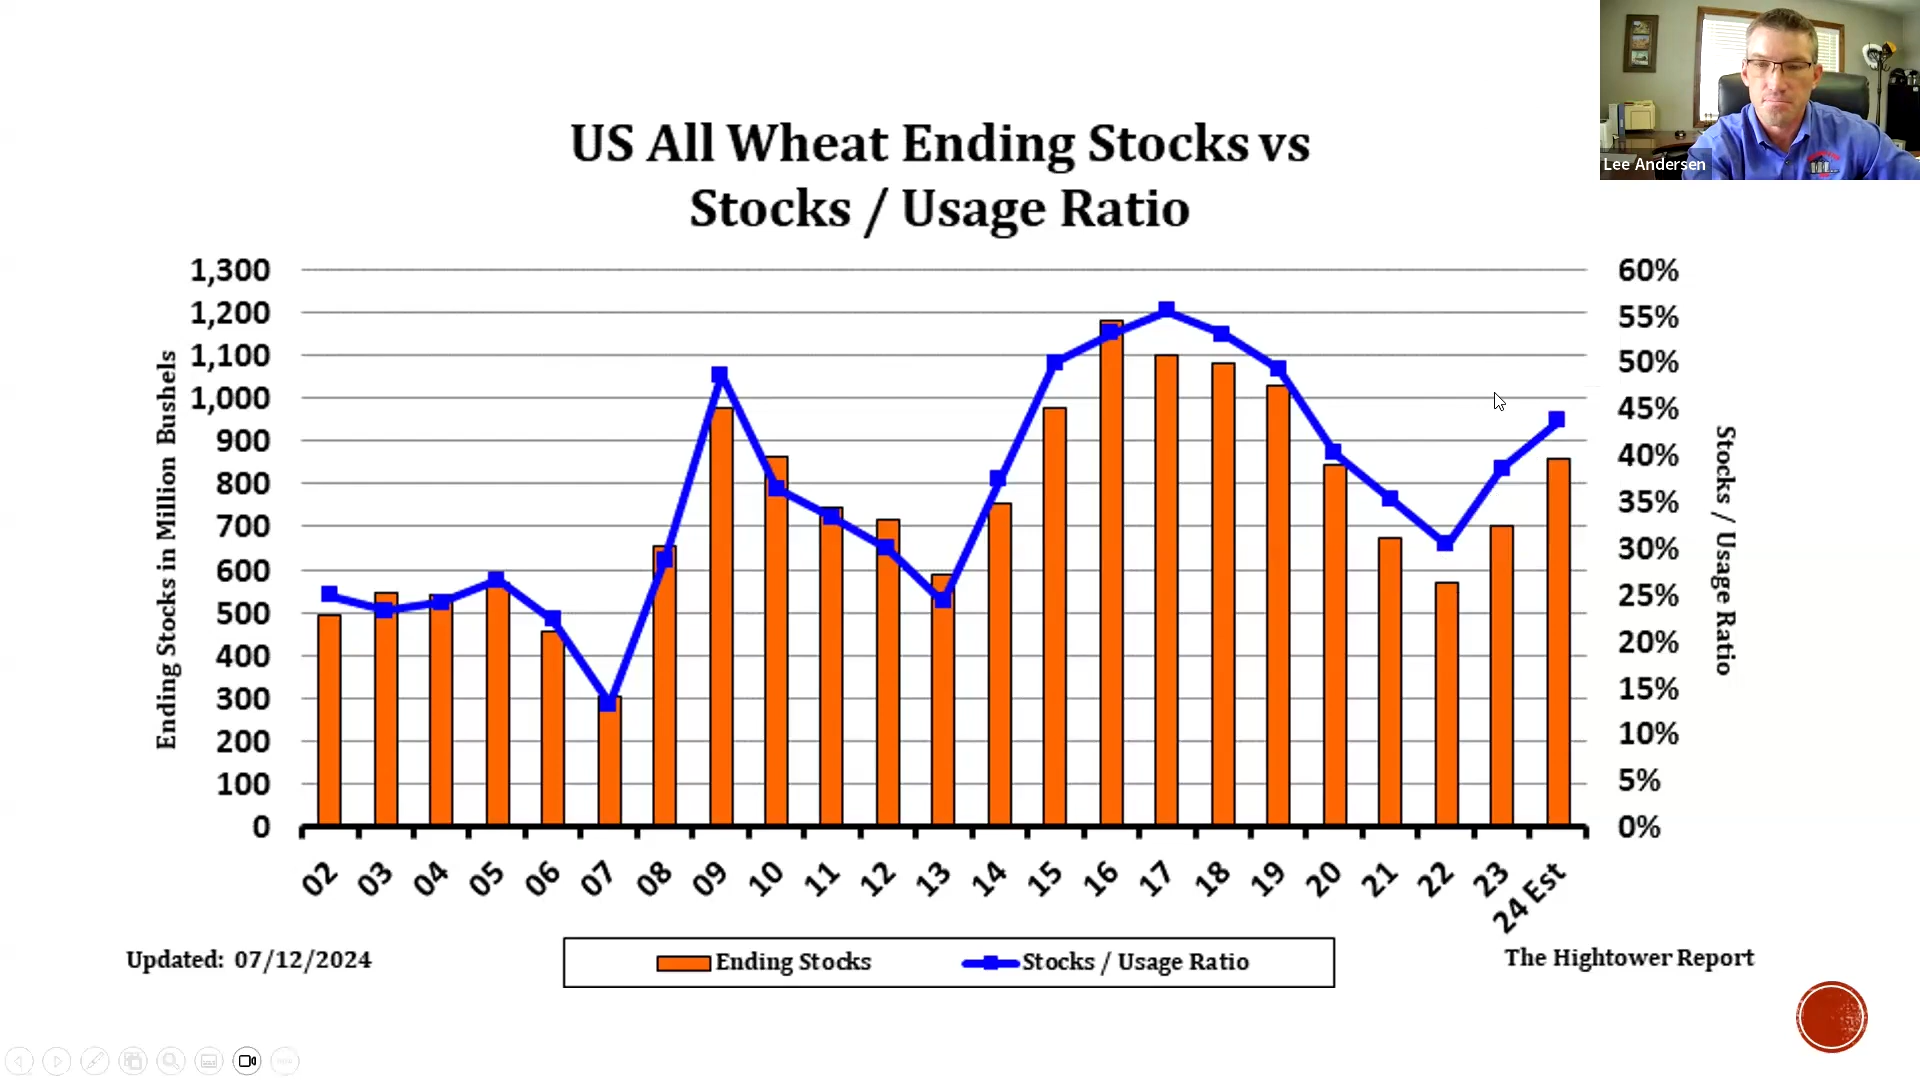 Lee Andersen
US All Wheat Ending Stocks vs
Stocks / Usage Ratio
Ending Stocks in Million Bushels
1,300
1,200
1,100
1,000
900
800
700
600
500
400
300
200
100
0
60%
55%
50%
45%
40%
35%
30%
25%
20%
15%
10%
5%
0%
Stocks / Usage Ratio
02 03 04 05 06 07 08 09 10 11 12 13 14 15 16 17 18 19 20 21 22 23 24 Est
Updated: 07/12/2024
Ending Stocks
Stocks / Usage Ratio
The Hightower Report